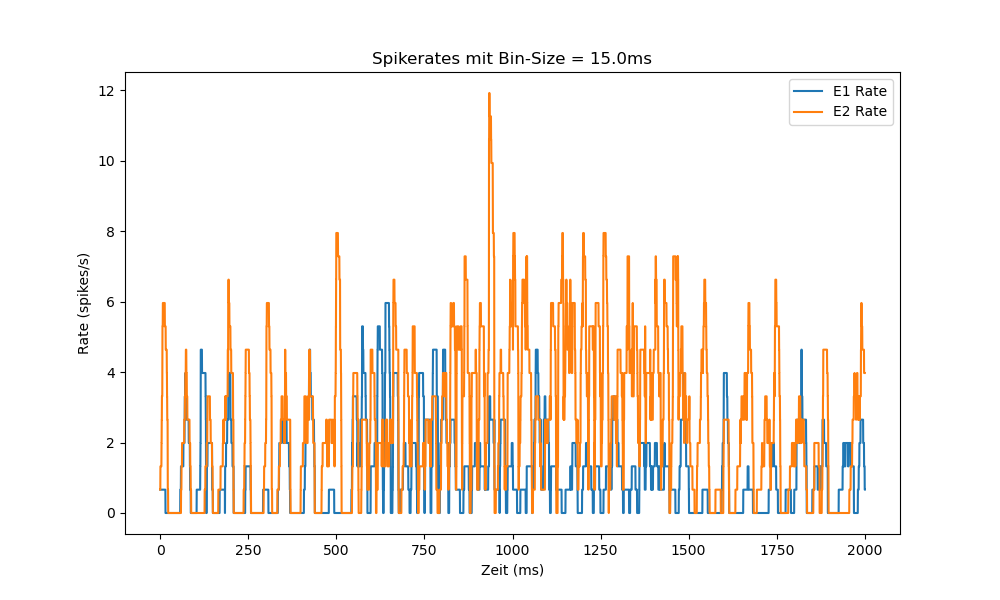 Spikerates mit Bin-Size = 15.0ms
E1 Rate
E2 Rate
Rate (spikes/s)
12
10
8
6
4
2
0
0 250 500 750 1000 1250 1500 1750 2000
Zeit (ms)